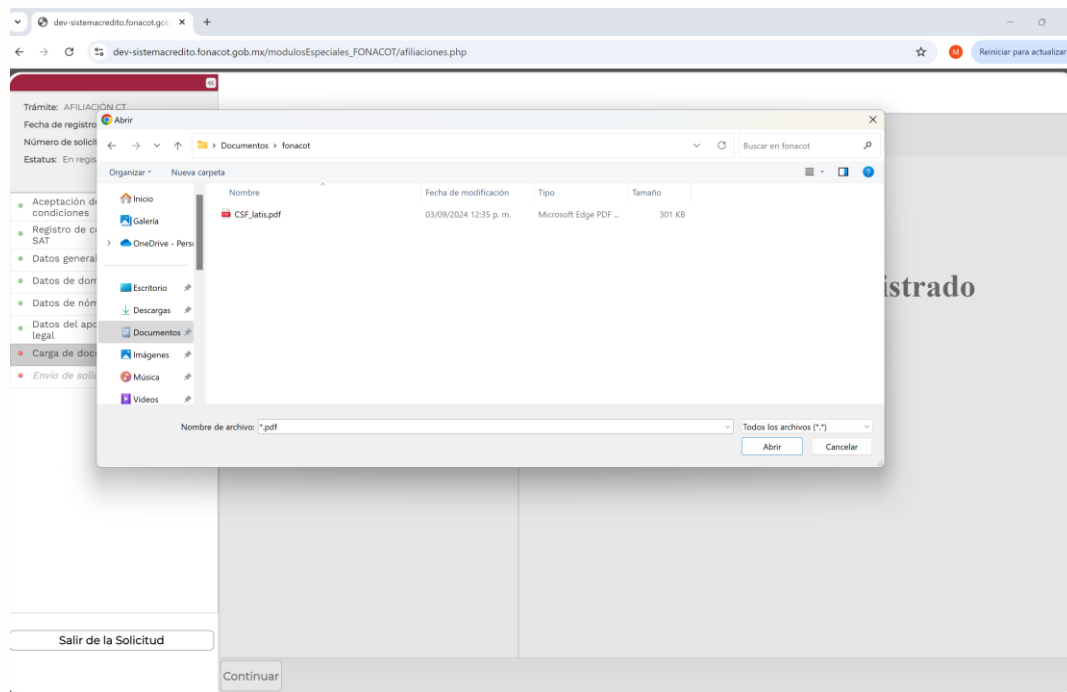 dev-sistemacredito.fonacot.gob
dev-sistemacredito.fonacot.gob.mx/modulosEspeciales_FONACOT/afiliaciones.php
M
Reiniciar para actualizar
Trámite: AFILIACIÓN CT
Fecha de registro
Número de solicit
Estatus: En regis
Aceptación de
condiciones
Registro de c
SAT
Datos general
Datos de dom
Datos de nóm
Datos del apo
legal
Carga de doc
Envío de solic
Salir de la Solicitud
Abrir
Documentos > fonacot
Buscar en fonacot
Organizar
Nueva carpeta
Inicio
Galería
OneDrive - Pers
Escritorio
Descargas
Documentos
Imágenes
Música
Videos
Nombre Fecha de modificación Tipo Tamaño
CSF_latis.pdf 03/09/2024 12:35 p. m. Microsoft Edge PDF ... 301 KB
Nombre de archivo: *.pdf
Todos los archivos (*.*)
Abrir Cancelar
istrado
Continuar